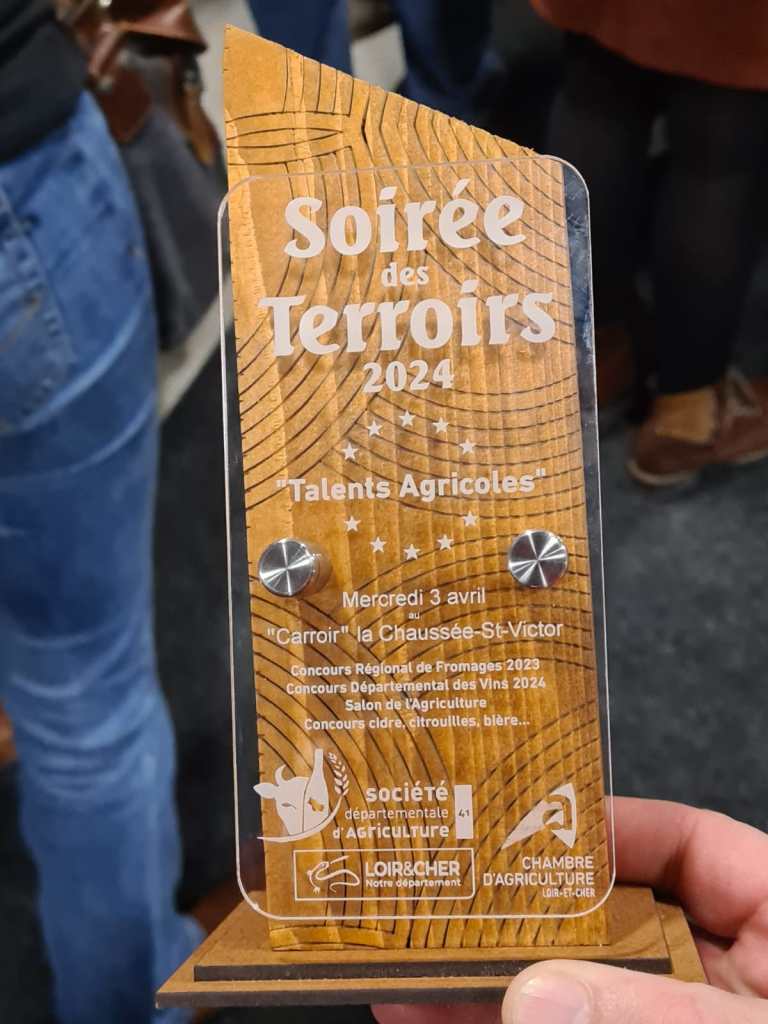 Soirée
des
Terroirs
2024
"Talents Agricoles"
Mercredi 3 avril
au
"Carroir" la Chaussée-St-Victor
Concours Régional de Fromages 2023
Concours Départemental des Vins 2024
Salon de l'Agriculture
Concours cidre, citrouilles, bière...
société
départementale
d'AGRICULTURE
41
LOIR&CHER
Notre département
CHAMBRE
D'AGRICULTURE
LOIR-ET-CHER